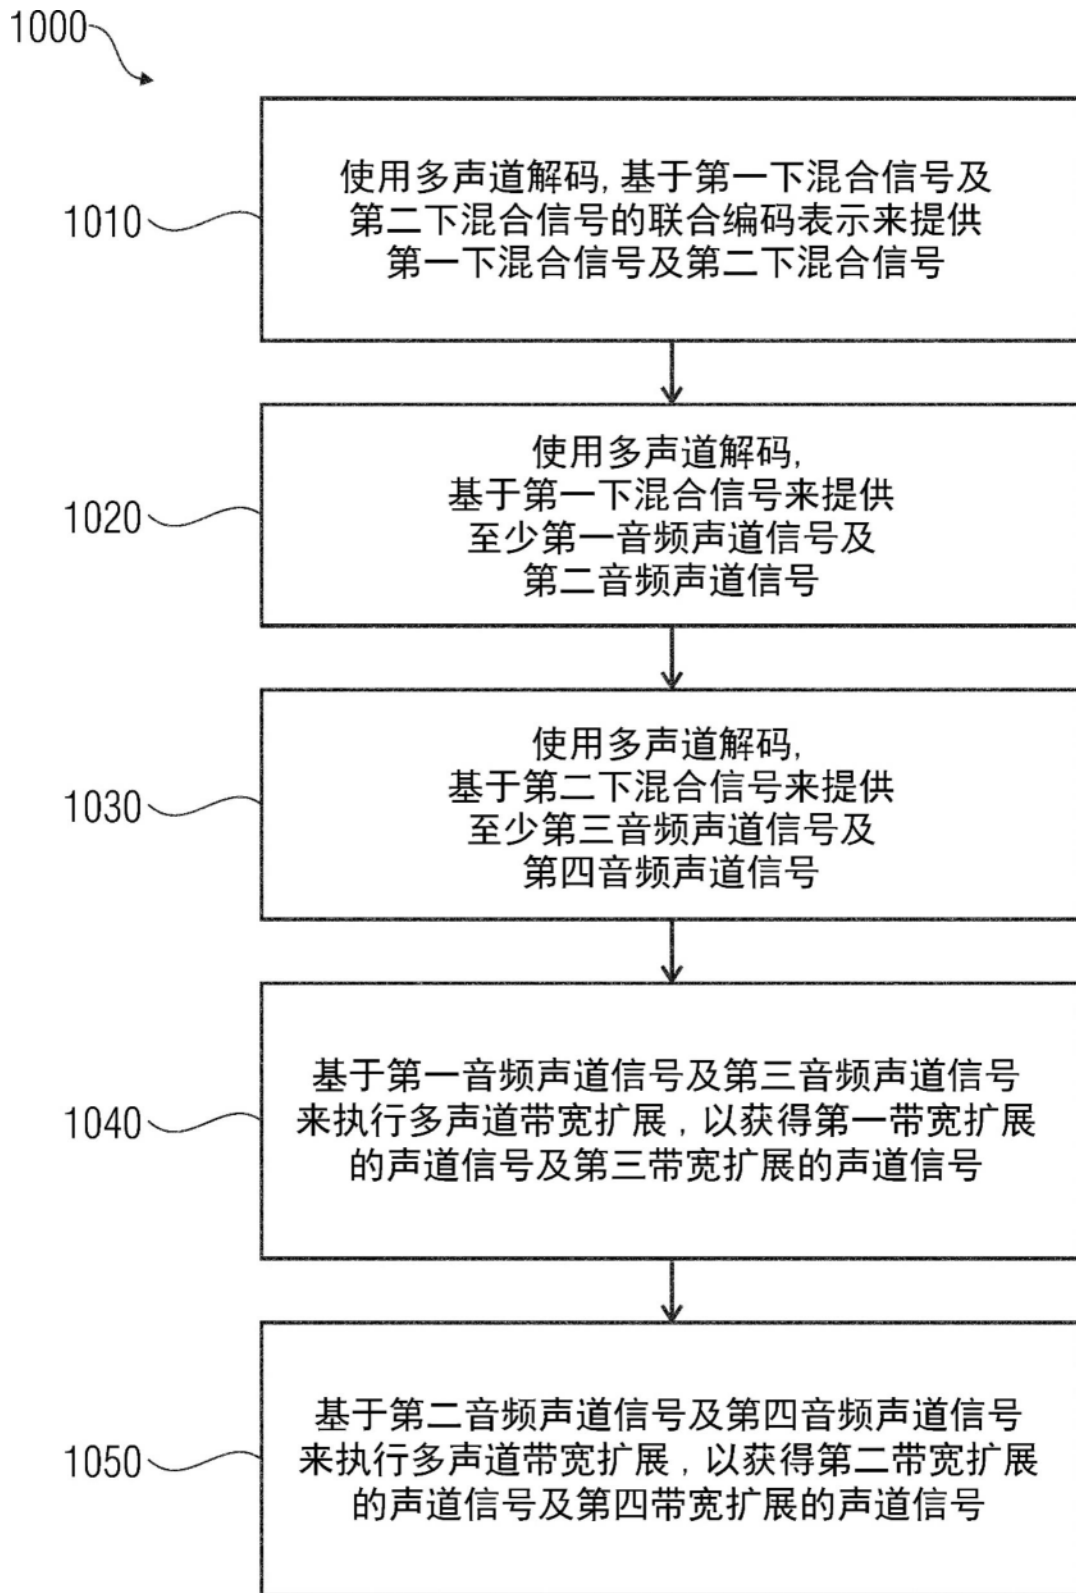 1000
1010
使用多声道解码, 基于第一下混合信号及
第二下混合信号的联合编码表示来提供
第一下混合信号及第二下混合信号
1020
使用多声道解码,
基于第一下混合信号来提供
至少第一音频声道信号及
第二音频声道信号
1030
使用多声道解码,
基于第二下混合信号来提供
至少第三音频声道信号及
第四音频声道信号
1040
基于第一音频声道信号及第三音频声道信号
来执行多声道带宽扩展，以获得第一带宽扩展
的声道信号及第三带宽扩展的声道信号
1050
基于第二音频声道信号及第四音频声道信号
来执行多声道带宽扩展，以获得第二带宽扩展
的声道信号及第四带宽扩展的声道信号